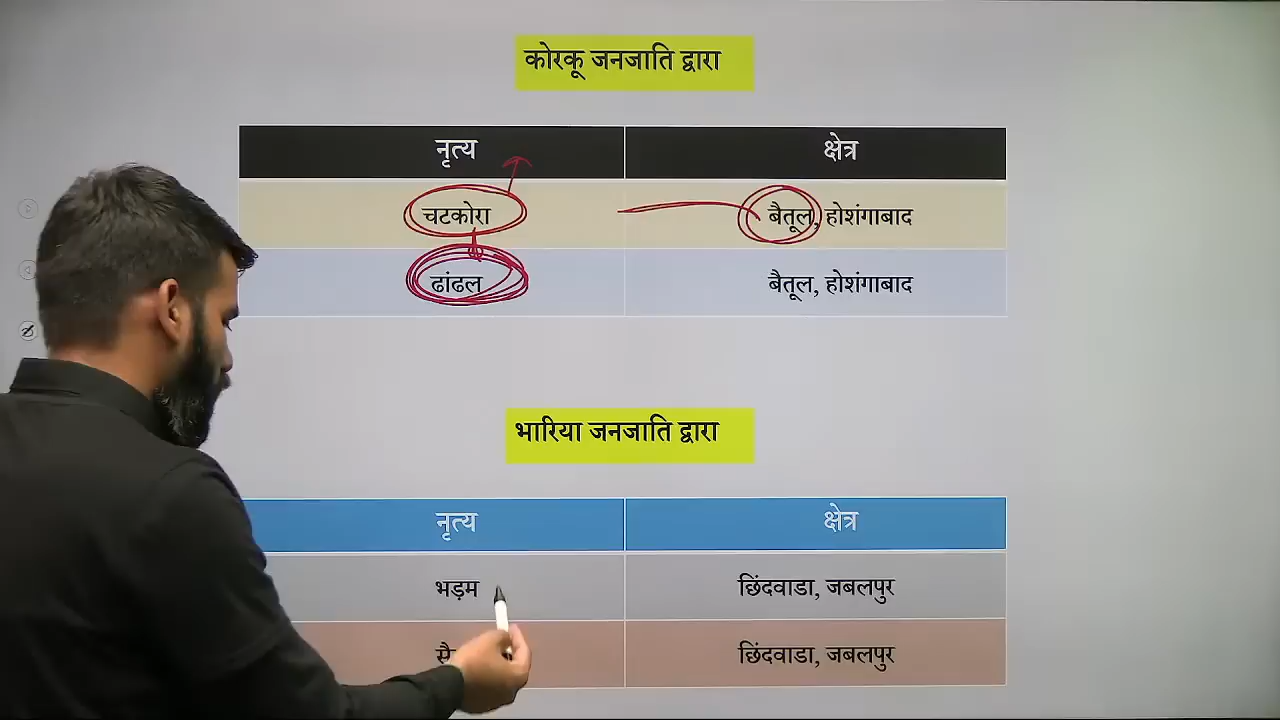 कोरकू जनजाति द्वारा
नृत्य क्षेत्र
चटकोरा बैतूल, होशंगाबाद
ढांढल बैतूल, होशंगाबाद
भारिया जनजाति द्वारा
नृत्य क्षेत्र
भड़म छिंदवाडा, जबलपुर
छिंदवाडा, जबलपुर